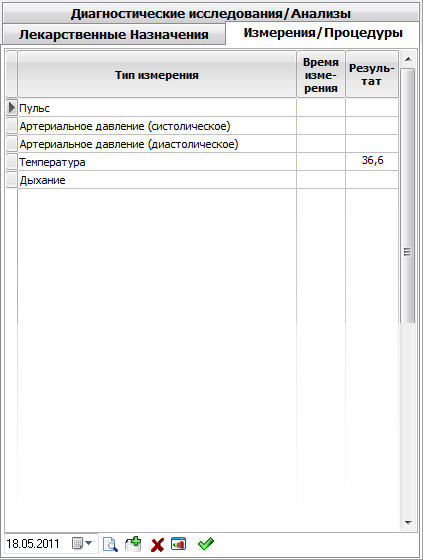 Диагностические исследования/Анализы
Лекарственные Назначения
Измерения/Процедуры
Тип измерения
Время
изме-
рения
Резуль-
тат
Пульс
Артериальное давление (систолическое)
Артериальное давление (диастолическое)
Температура 36,6
Дыхание
18.05.2011